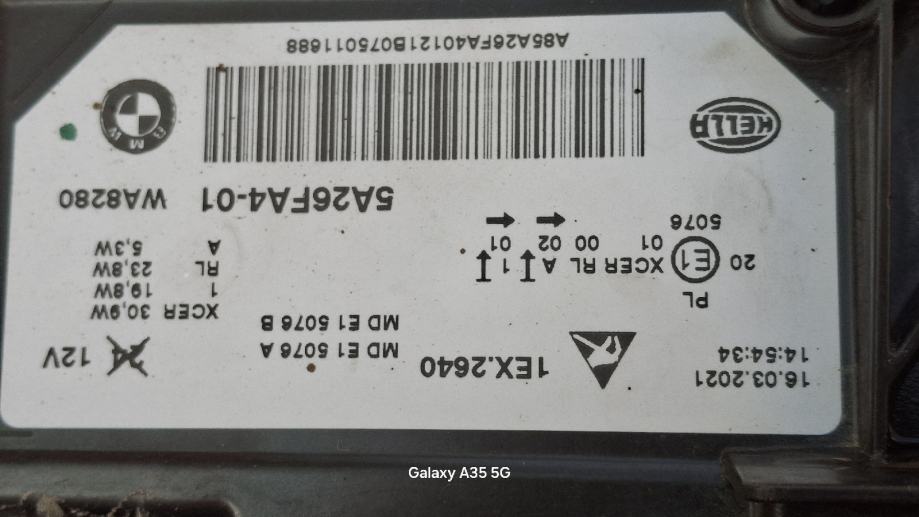 16.03.2021
14:54:34
1EX.2640
MD E1 5076 A
MD E1 5076 B
24 12V
XCER 30,9W
1 19,8W
RL 23,8W
A 5,3W
PL
20 E1 XCER RL A 1
01 00 02 01
5076
5A26FA4-01 WA8280
HELLA
BMW
A85A26FA40121B075011688
Galaxy A35 5G